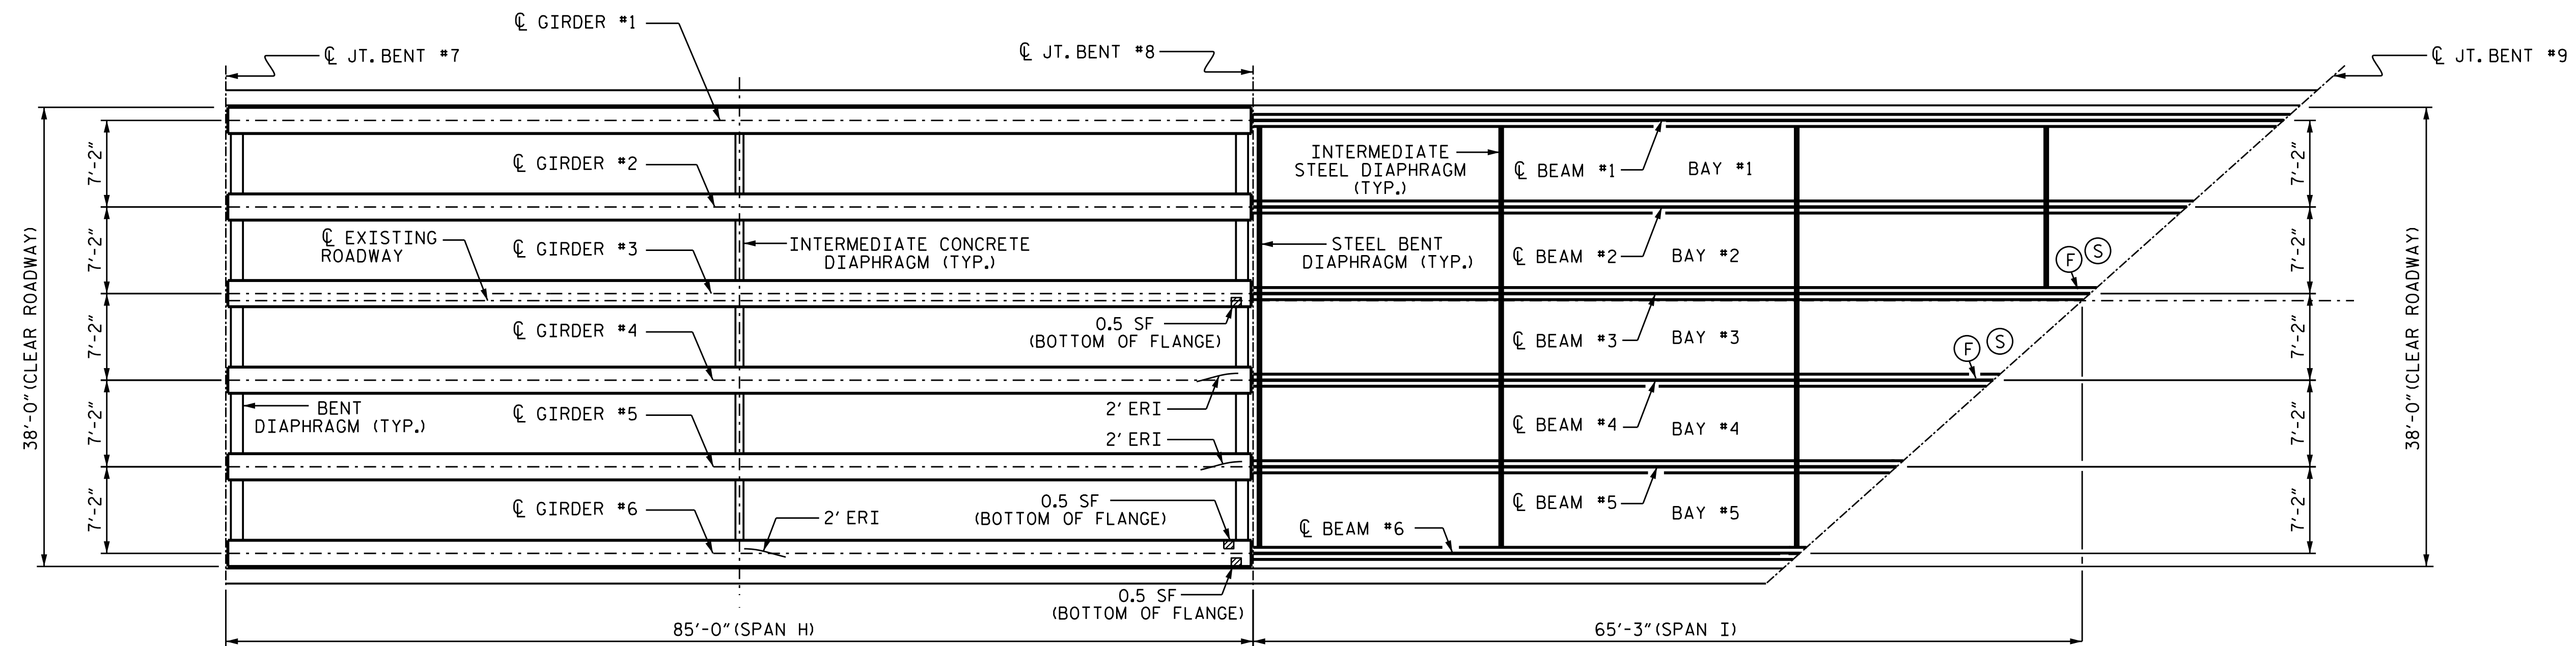 ℄ GIRDER #1
℄ JT. BENT #7
℄ JT. BENT #8
℄ JT. BENT #9
38'-0" (CLEAR ROADWAY)
7'-2"
7'-2"
7'-2"
7'-2"
7'-2"
℄ GIRDER #2
℄ EXISTING
ROADWAY
℄ GIRDER #3
INTERMEDIATE CONCRETE
DIAPHRAGM (TYP.)
℄ GIRDER #4
BENT
DIAPHRAGM (TYP.)
℄ GIRDER #5
℄ GIRDER #6
2' ERI
0.5 SF
(BOTTOM OF FLANGE)
2' ERI
2' ERI
0.5 SF
(BOTTOM OF FLANGE)
0.5 SF
(BOTTOM OF FLANGE)
INTERMEDIATE
STEEL DIAPHRAGM
(TYP.)
℄ BEAM #1
BAY #1
STEEL BENT
DIAPHRAGM (TYP.)
℄ BEAM #2
BAY #2
F S
℄ BEAM #3
BAY #3
F S
℄ BEAM #4
BAY #4
℄ BEAM #5
BAY #5
℄ BEAM #6
7'-2"
7'-2"
7'-2"
7'-2"
7'-2"
38'-0" (CLEAR ROADWAY)
85'-0" (SPAN H)
65'-3" (SPAN I)